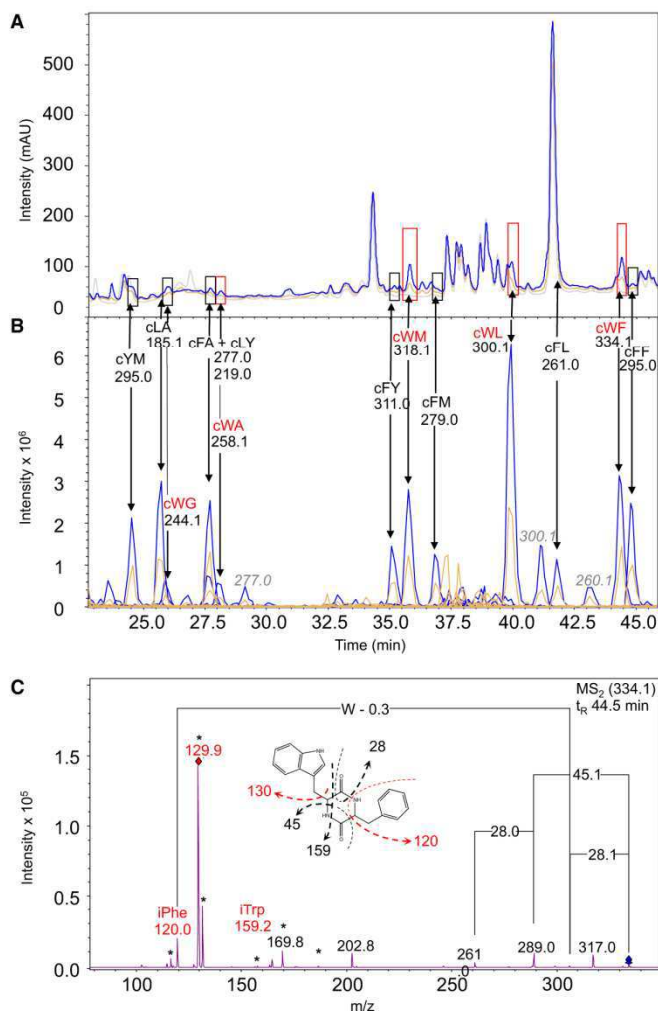 A
Intensity (mAU)
500
400
300
200
100
0
B
Intensity x 10⁶
6
5
4
3
2
1
0
cYM
295.0
cLA
185.1
cWG
244.1
cFA + cLY
277.0
219.0
cWA
258.1
277.0
cFY
311.0
cWM
318.1
cFM
279.0
cWL
300.1
300.1
cFL
261.0
260.1
cWF
334.1
cFF
295.0
25.0
27.5
30.0
32.5
35.0
37.5
40.0
42.5
45.0
Time (min)
C
Intensity x 10⁵
1.5
1.0
0.5
0.0
MS₂ (334.1)
tR 44.5 min
W - 0.3
*
129.9
NH
O
28
130
NH
HN
45
O
159
120
45.1
28.0
28.1
iPhe
120.0
*
*
iTrp
159.2
*
*
169.8
*
202.8
261
.0
289.0
317.0
100
150
200
250
300
m/z